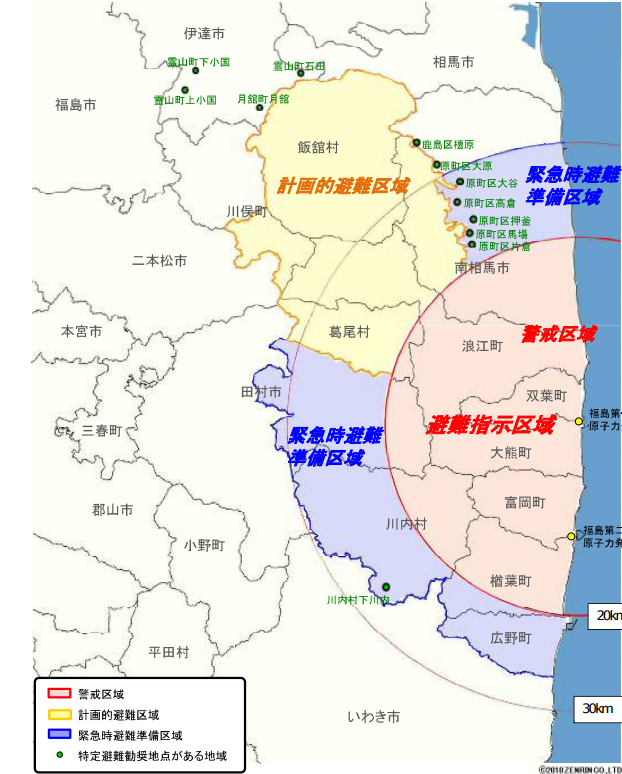 伊達市
霊山町下小国
霊山町石田
相馬市
霊山町上小国
月舘町月舘
福島市
飯舘村
鹿島区橲原
原町区大原
計画的避難区域
原町区大谷
緊急時避難
準備区域
川俣町
原町区高倉
原町区押釜
原町区馬場
原町区片倉
二本松市
南相馬市
本宮市
葛尾村
浪江町
警戒区域
田村市
双葉町
三春町
緊急時避難
準備区域
避難指示区域
福島第一
原子力
大熊町
郡山市
富岡町
川内村
小野町
福島第二
原子力発
楢葉町
川内村下川内
20km
広野町
平田村
30km
いわき市
警戒区域
計画的避難区域
緊急時避難準備区域
特定避難勧奨地点がある地域
©2010ZENRIN CO.,LTD